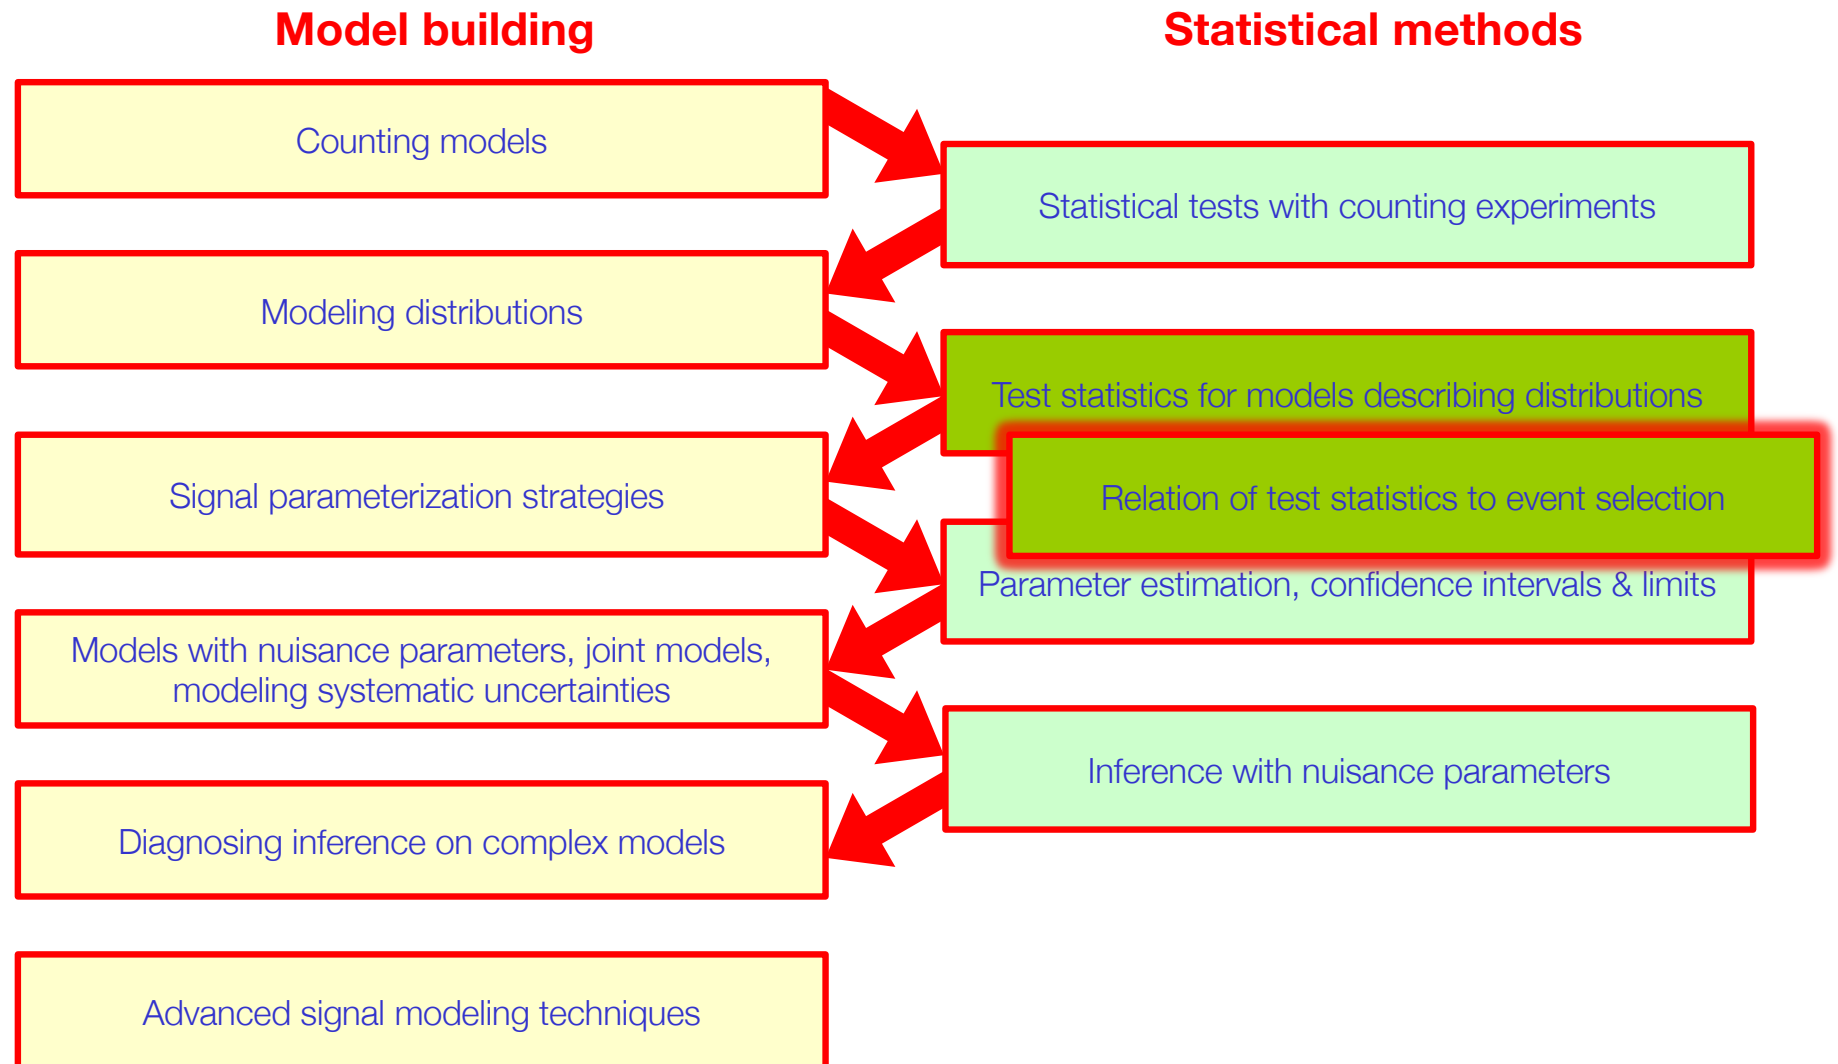 Model building
Statistical methods
Counting models
Statistical tests with counting experiments
Modeling distributions
Test statistics for models describing distributions
Signal parameterization strategies
Relation of test statistics to event selection
Parameter estimation, confidence intervals & limits
Models with nuisance parameters, joint models,
modeling systematic uncertainties
Inference with nuisance parameters
Diagnosing inference on complex models
Advanced signal modeling techniques